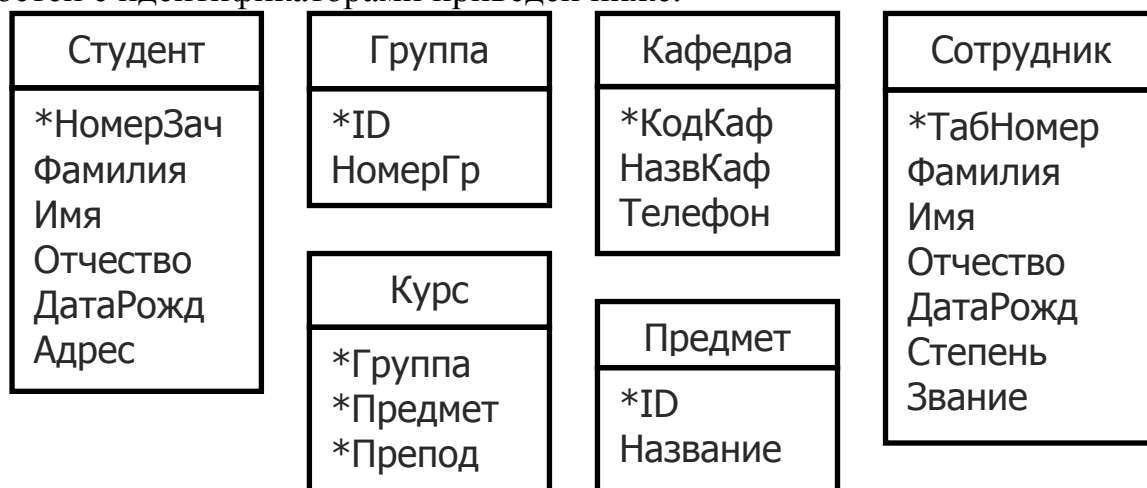 Студент
*НомерЗач
Фамилия
Имя
Отчество
ДатаРожд
Адрес
Группа
*ID
НомерГр
Кафедра
*КодКаф
НазвКаф
Телефон
Сотрудник
*ТабНомер
Фамилия
Имя
Отчество
ДатаРожд
Степень
Звание
Курс
*Группа
*Предмет
*Препод
Предмет
*ID
Название